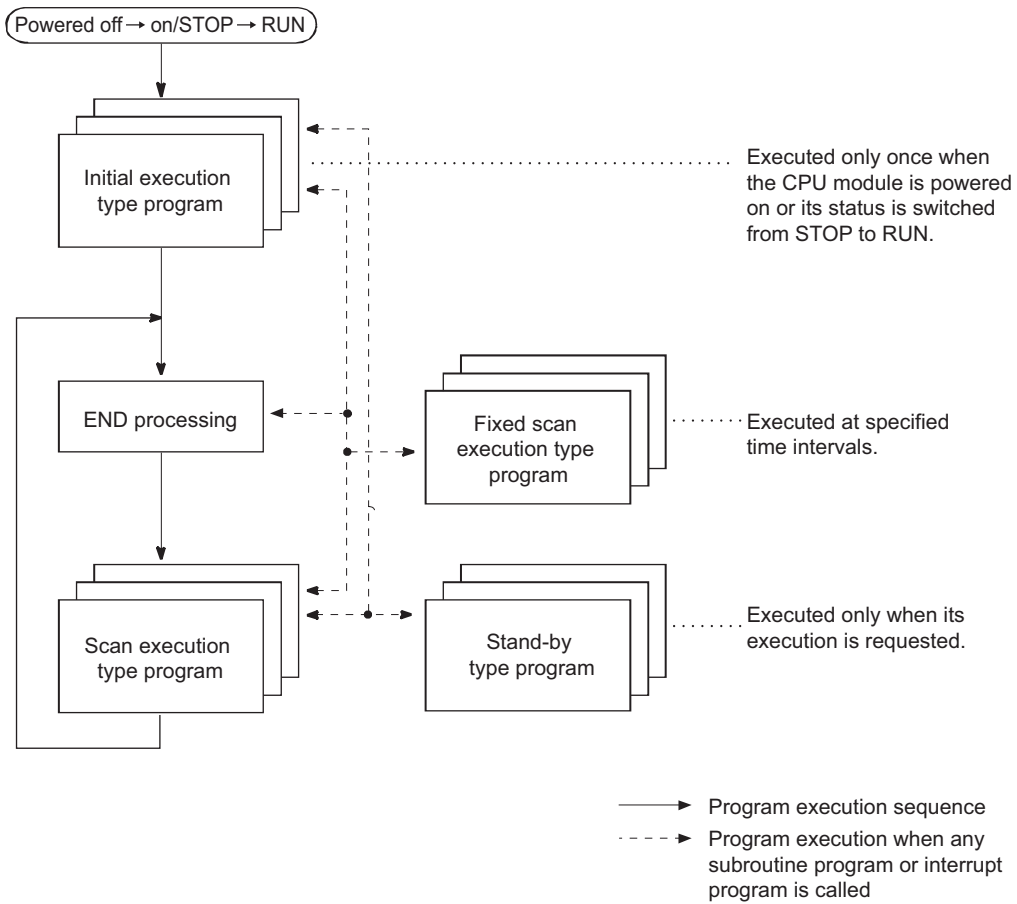 Powered off → on/STOP → RUN
Initial execution
type program
Executed only once when
the CPU module is powered
on or its status is switched
from STOP to RUN.
END processing
Fixed scan
execution type
program
Executed at specified
time intervals.
Scan execution
type program
Stand-by
type program
Executed only when its
execution is requested.
Program execution sequence
Program execution when any
subroutine program or interrupt
program is called